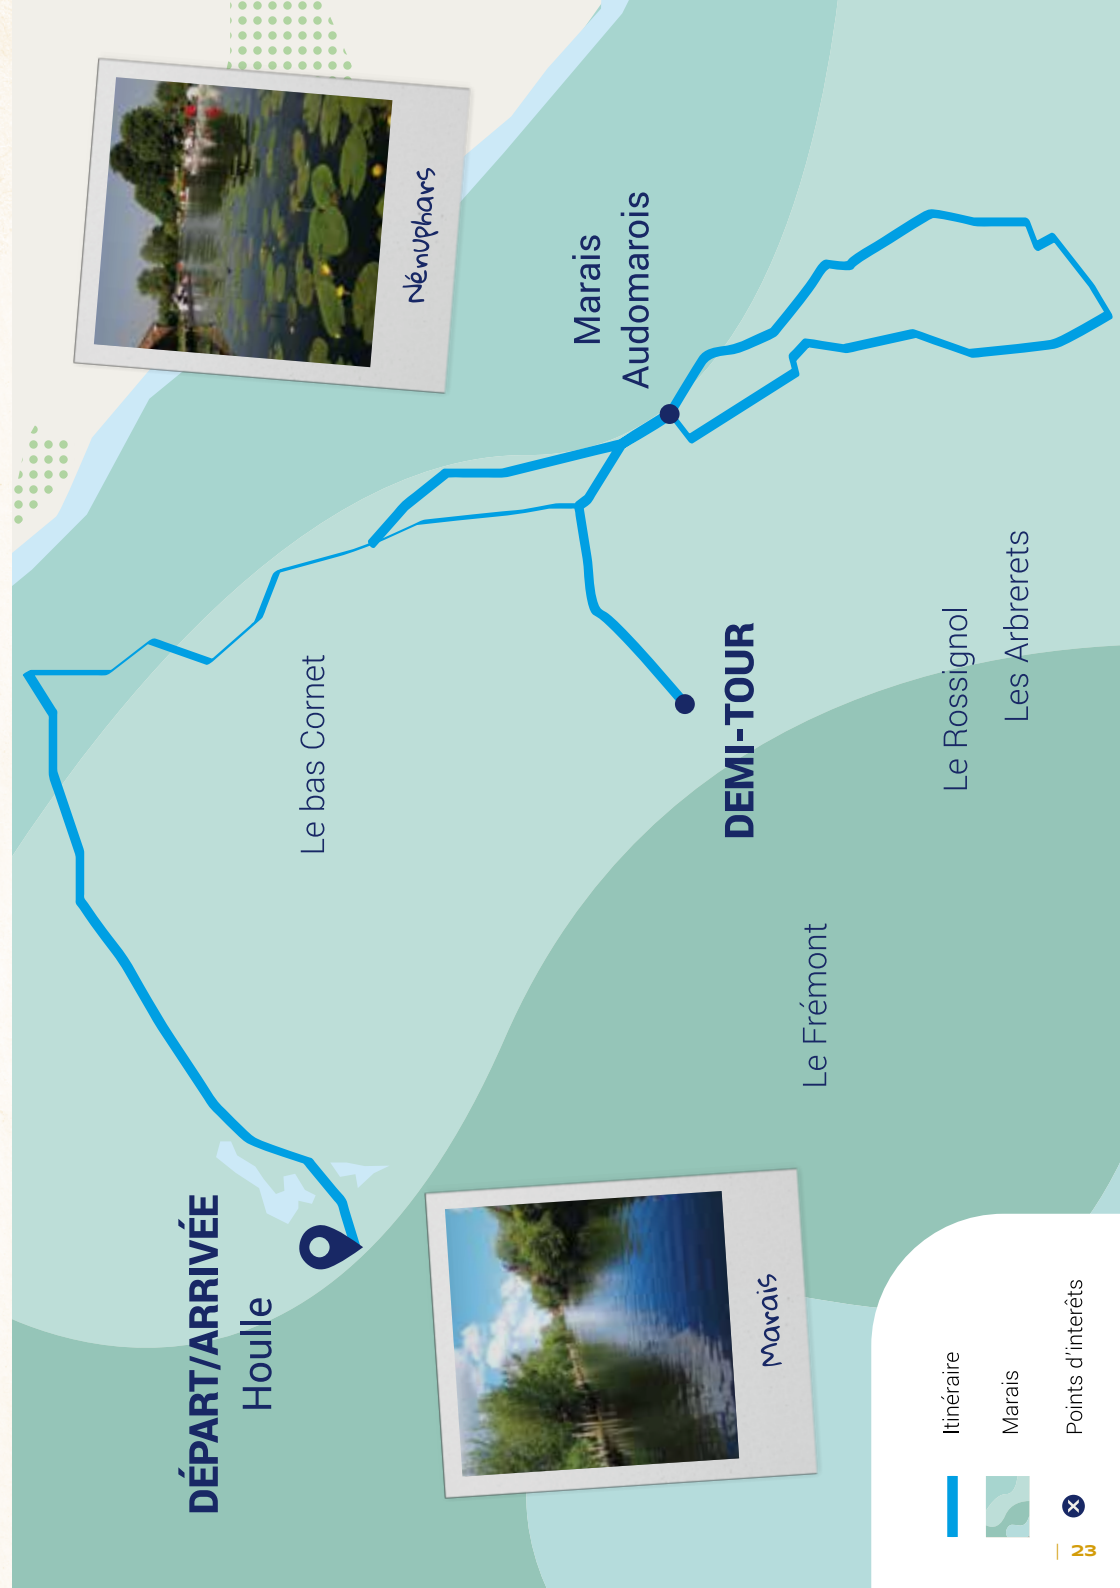 DÉPART/ARRIVÉE
Houlle
Le bas Cornet
Nénuphars
Marais
Audomarois
DEMI-TOUR
Marais
Le Frémont
Le Rossignol
Les Arbrerets
Itinéraire
Marais
x Points d'interêts
| 23